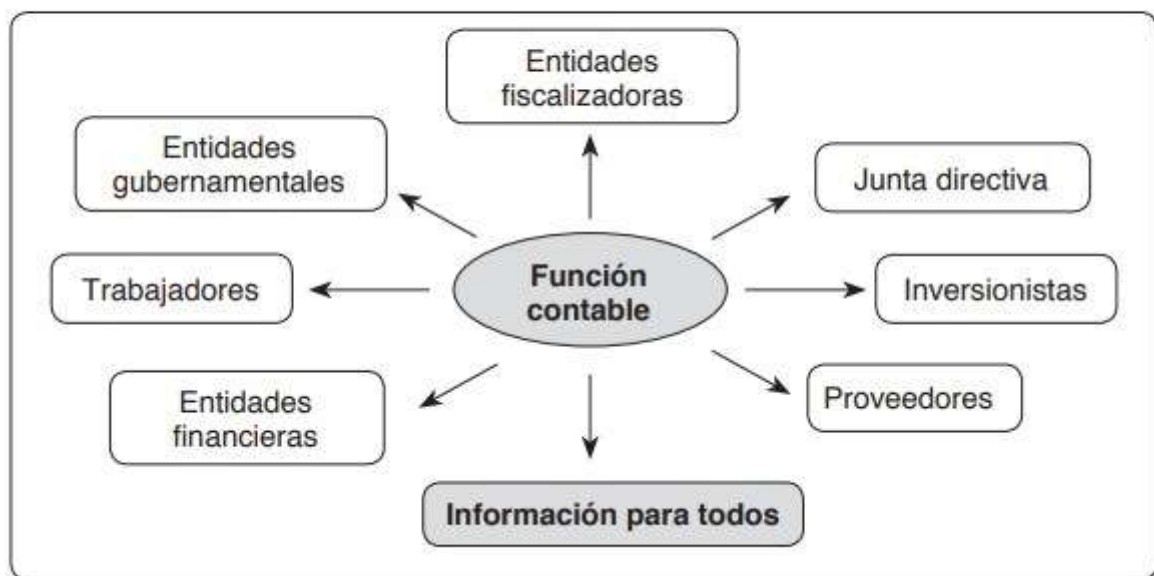 Entidades
fiscalizadoras
Entidades
gubernamentales
Junta directiva
Trabajadores
Función
contable
Inversionistas
Entidades
financieras
Proveedores
Información para todos